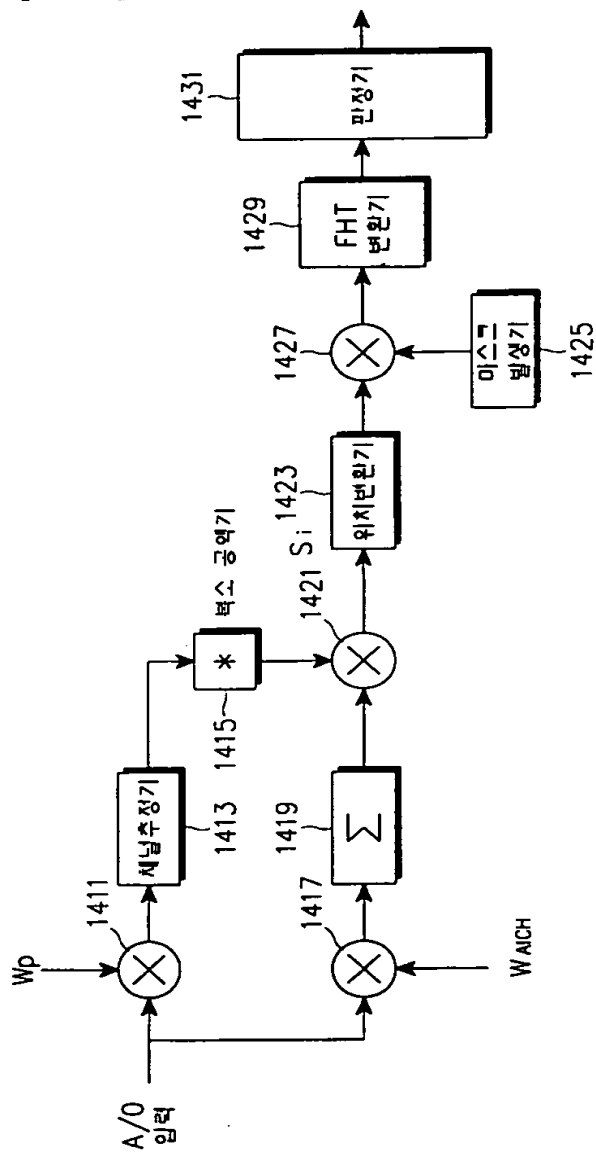 A/O
입력
Wp
1411
채널추정기
1413
*
1415
복소 공액기
1417
WAICH
Σ
1419
1421
Si
위치변환기
1423
1427
마스크
발생기
1425
FHT
변환기
1429
판정기
1431